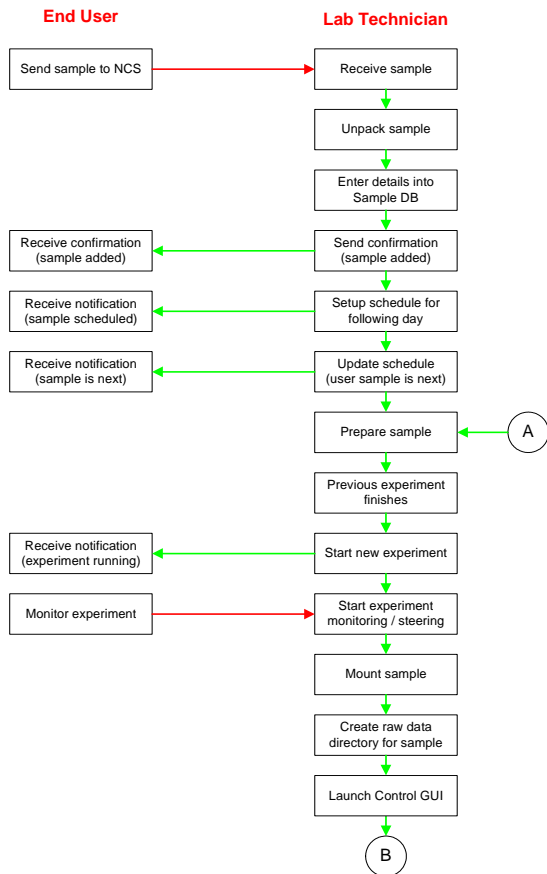 End User
Lab Technician
Send sample to NCS
Receive sample
Unpack sample
Enter details into
Sample DB
Receive confirmation
(sample added)
Send confirmation
(sample added)
Receive notification
(sample scheduled)
Setup schedule for
following day
Receive notification
(sample is next)
Update schedule
(user sample is next)
Prepare sample
A
Previous experiment
finishes
Receive notification
(experiment running)
Start new experiment
Monitor experiment
Start experiment
monitoring / steering
Mount sample
Create raw data
directory for sample
Launch Control GUI
B